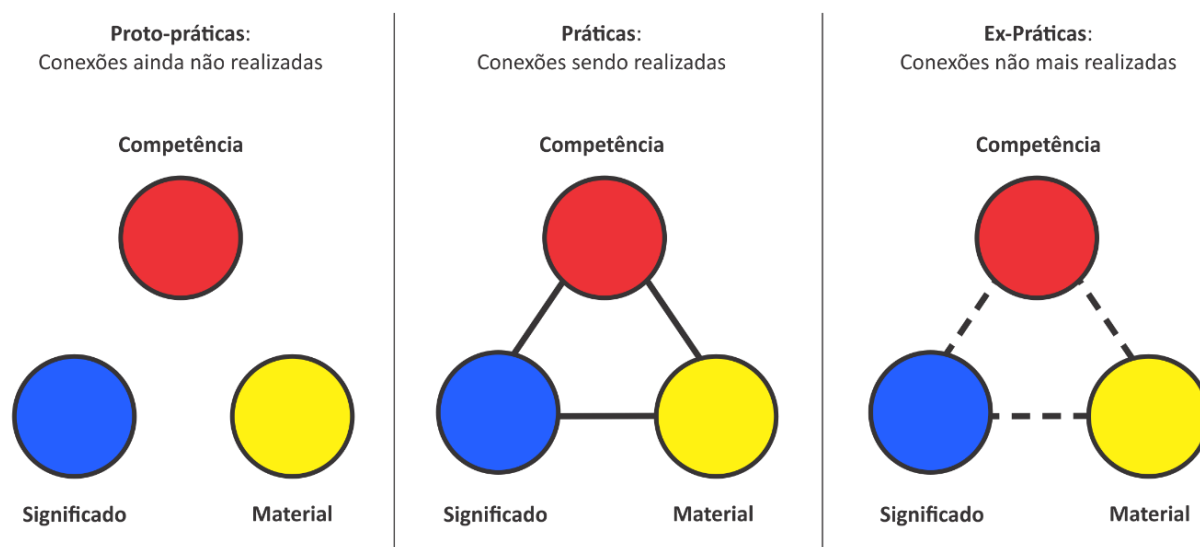 Proto-práticas:
Conexões ainda não realizadas
Competência
Significado
Material
Práticas:
Conexões sendo realizadas
Competência
Significado
Material
Ex-Práticas:
Conexões não mais realizadas
Competência
Significado
Material